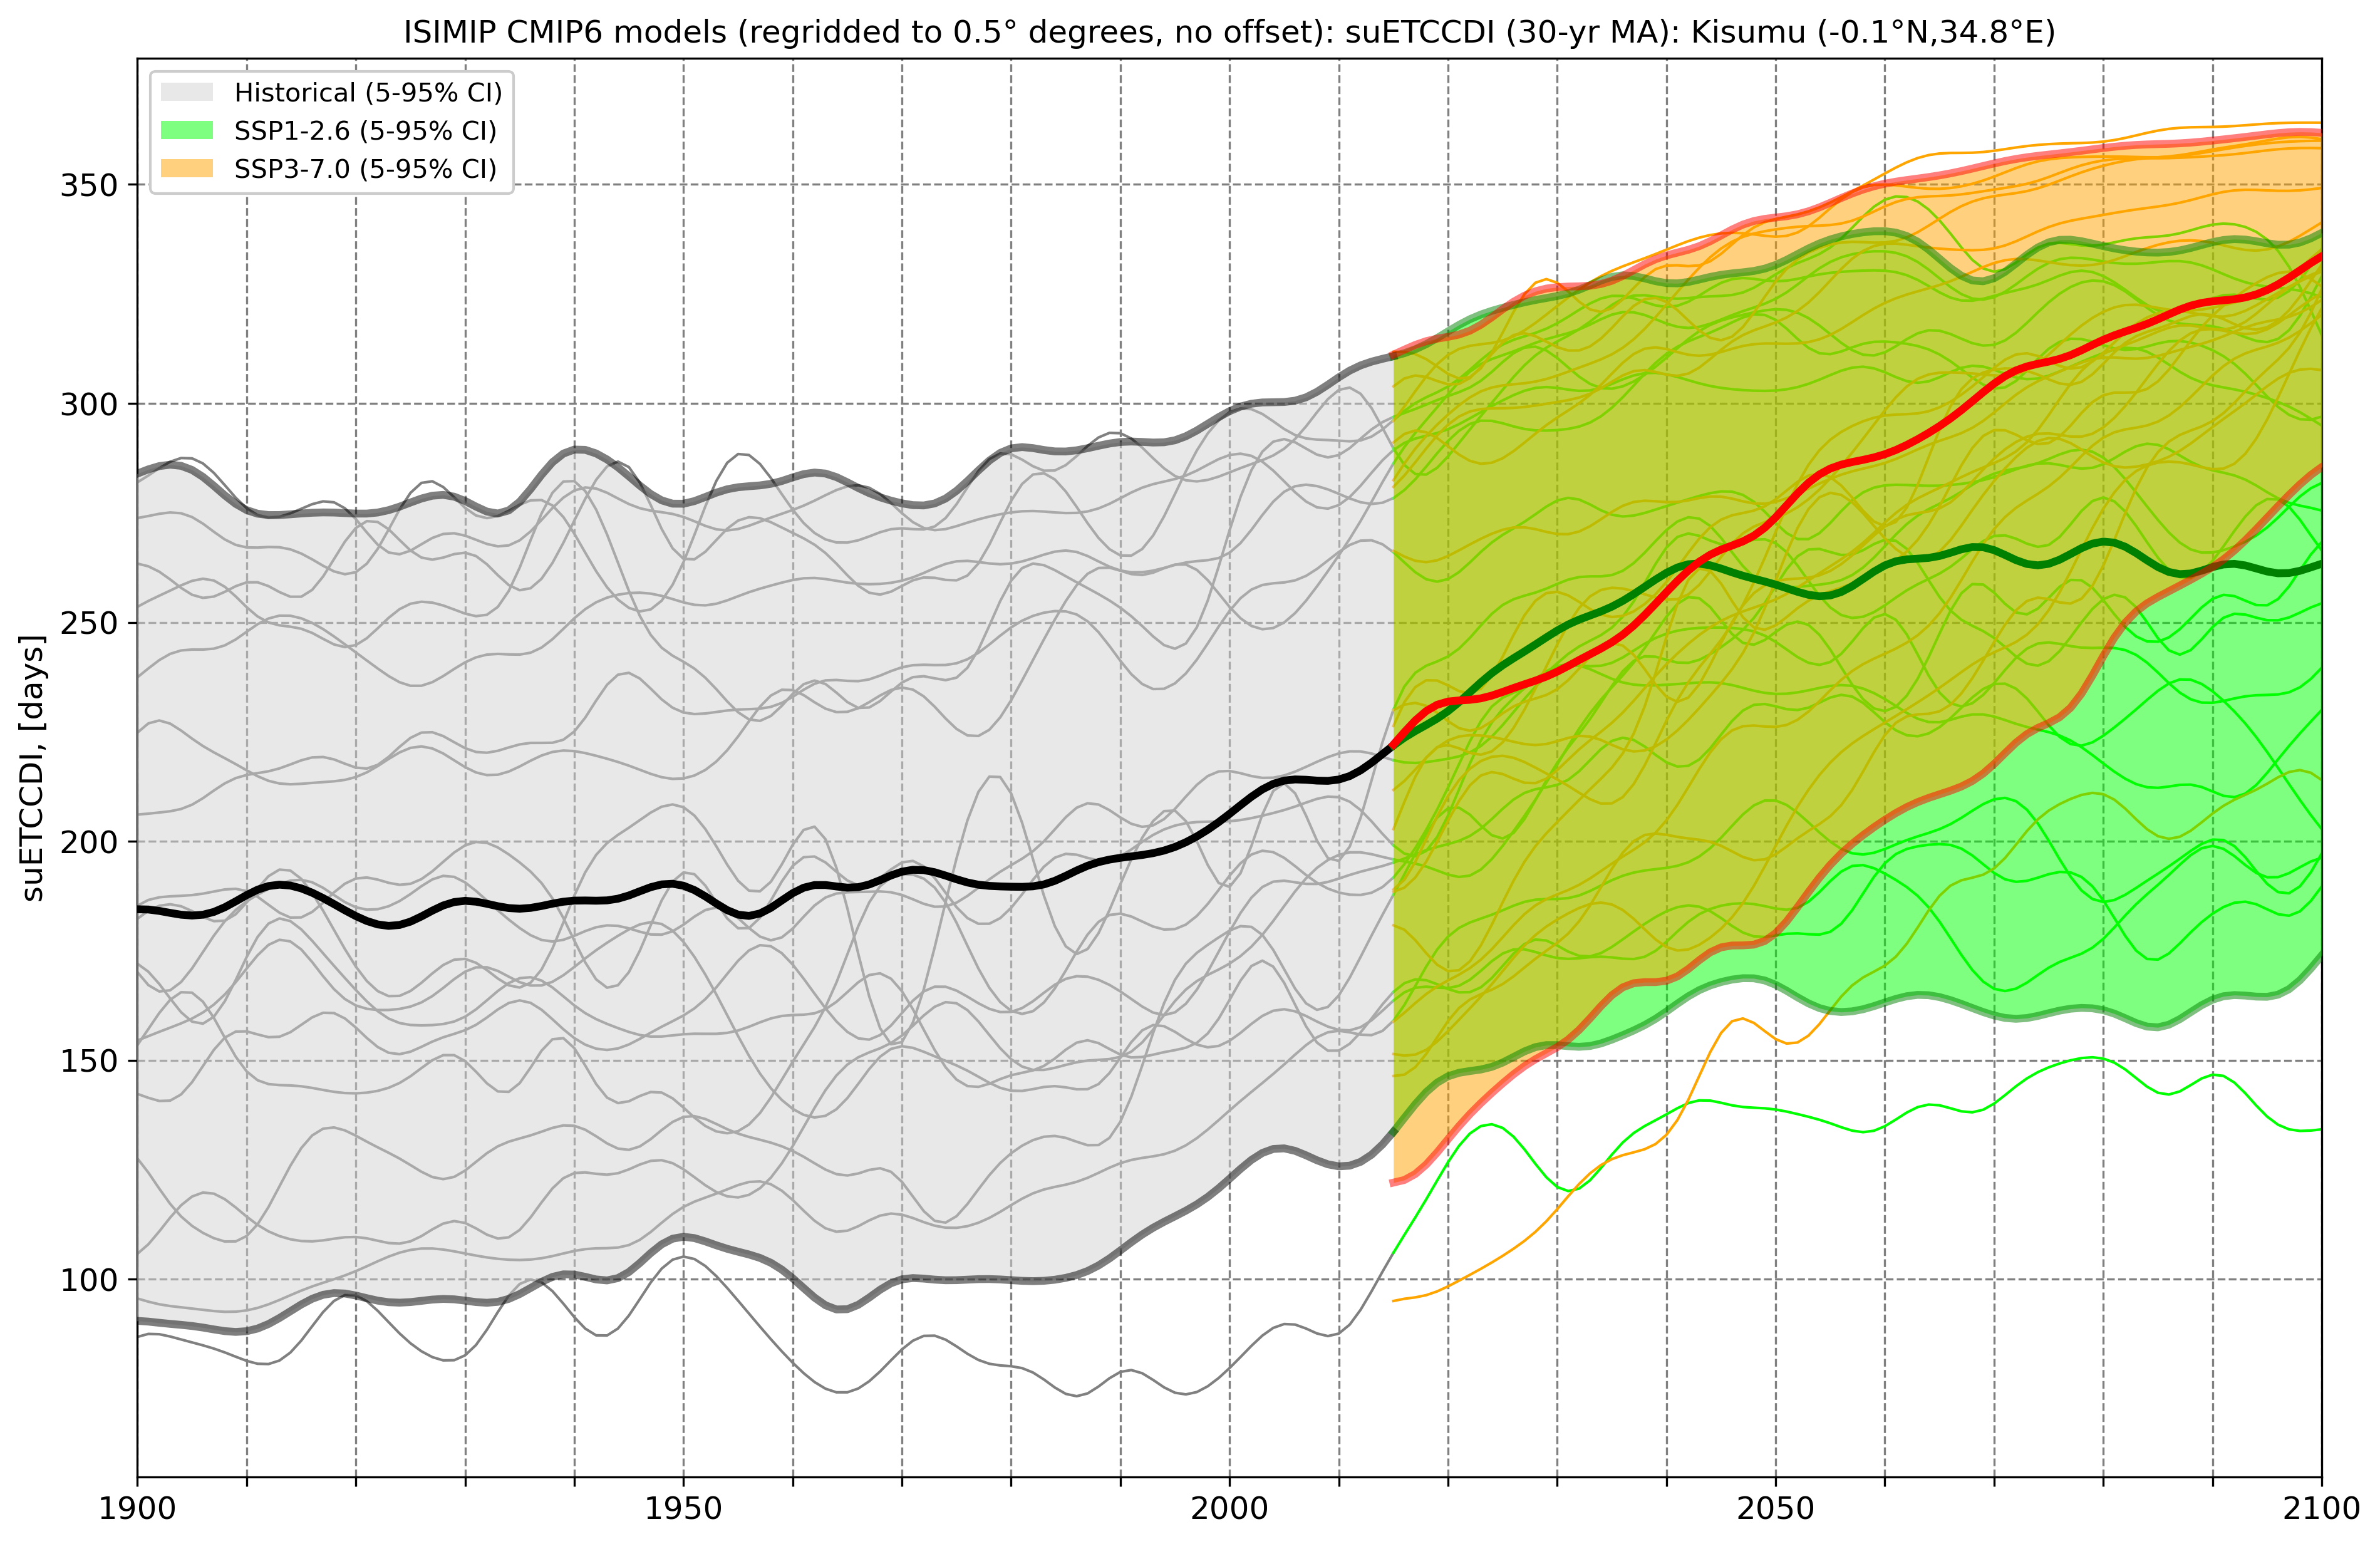 ISIMIP CMIP6 models (regridded to 0.5° degrees, no offset): suETCCDI (30-yr MA): Kisumu (-0.1°N,34.8°E)
Historical (5-95% CI)
SSP1-2.6 (5-95% CI)
SSP3-7.0 (5-95% CI)
suETCCDI, [days]
350
300
250
200
150
100
1900
1950
2000
2050
2100